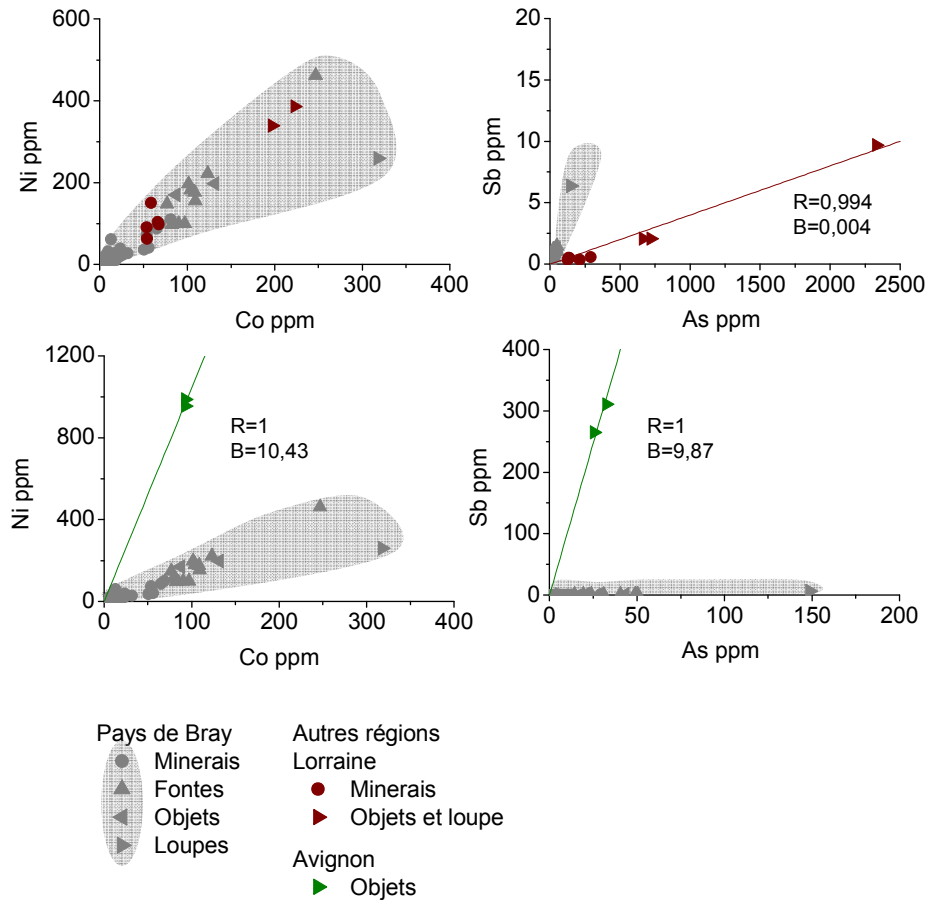 600
400
200
0
Ni ppm
0 100 200 300 400
Co ppm
20
15
10
5
0
Sb ppm
R=0,994
B=0,004
0 500 1000 1500 2000 2500
As ppm
1200
800
400
0
Ni ppm
R=1
B=10,43
0 100 200 300 400
Co ppm
400
300
200
100
0
Sb ppm
R=1
B=9,87
0 50 100 150 200
As ppm
Pays de Bray
Minerais
Fontes
Objets
Loupes
Autres régions
Lorraine
Minerais
Objets et loupe
Avignon
Objets